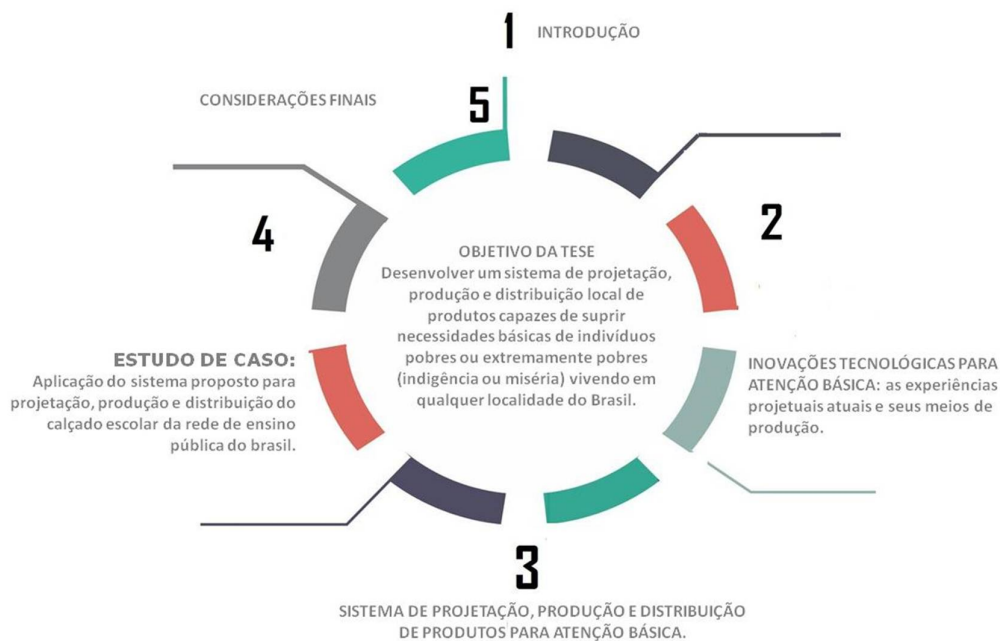 1 INTRODUÇÃO
CONSIDERAÇÕES FINAIS
5
2
4
OBJETIVO DA TESE
Desenvolver um sistema de projetação,
produção e distribuição local de
produtos capazes de suprir
necessidades básicas de indivíduos
pobres ou extremamente pobres
(indigência ou miséria) vivendo em
qualquer localidade do Brasil.
INOVAÇÕES TECNOLÓGICAS PARA
ATENÇÃO BÁSICA: as experiências
projetuais atuais e seus meios de
produção.
ESTUDO DE CASO:
Aplicação do sistema proposto para
projetação, produção e distribuição do
calçado escolar da rede de ensino
pública do brasil.
3
SISTEMA DE PROJETAÇÃO, PRODUÇÃO E DISTRIBUIÇÃO
DE PRODUTOS PARA ATENÇÃO BÁSICA.